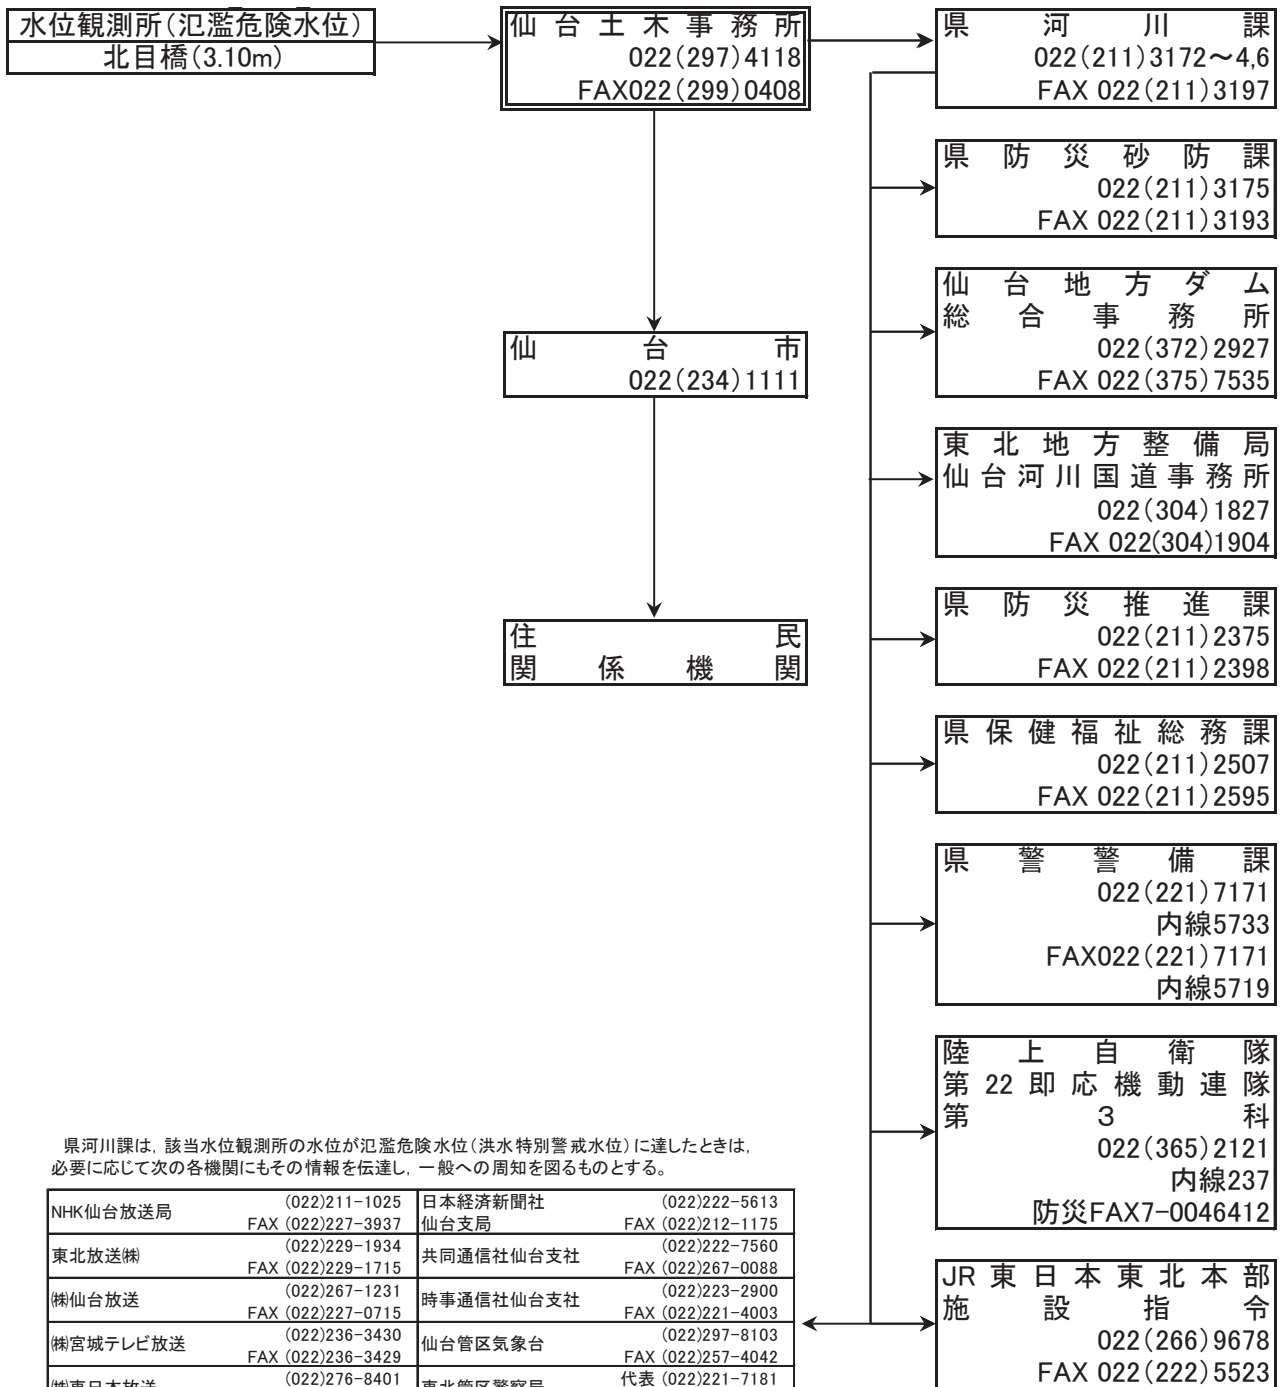 水位観測所(氾濫危険水位)
北目橋(3.10m)
仙台土木事務所
022(297)4118
FAX022(299)0408
仙台市
022(234)1111
住民
関係機関
県河川課
022(211)3172～4,6
FAX 022(211)3197
県防災砂防課
022(211)3175
FAX 022(211)3193
仙台地方ダム
総合事務所
022(372)2927
FAX 022(375)7535
東北地方整備局
仙台河川国道事務所
022(304)1827
FAX 022(304)1904
県防災推進課
022(211)2375
FAX 022(211)2398
県保健福祉総務課
022(211)2507
FAX 022(211)2595
県警警備課
022(221)7171
内線5733
FAX022(221)7171
内線5719
陸上自衛隊
第22即応機動連隊
第3科
022(365)2121
内線237
防災FAX7-0046412
JR東日本東北本部
施設指令
022(266)9678
FAX 022(222)5523
県河川課は，該当水位観測所の水位が氾濫危険水位(洪水特別警戒水位)に達したときは，
必要に応じて次の各機関にもその情報を伝達し，一般への周知を図るものとする。
NHK仙台放送局 (022)211-1025
FAX (022)227-3937
日本経済新聞社 (022)222-5613
仙台支局 FAX (022)212-1175
東北放送㈱ (022)229-1934
FAX (022)229-1715
共同通信社仙台支社 (022)222-7560
FAX (022)267-0088
㈱仙台放送 (022)267-1231
FAX (022)227-0715
時事通信社仙台支社 (022)223-2900
FAX (022)221-4003
㈱宮城テレビ放送 (022)236-3430
FAX (022)236-3429
仙台管区気象台 (022)297-8103
FAX (022)257-4042
㈱東日本放送 (022)276-8401
東北管区警察局 代表 (022)221-7181